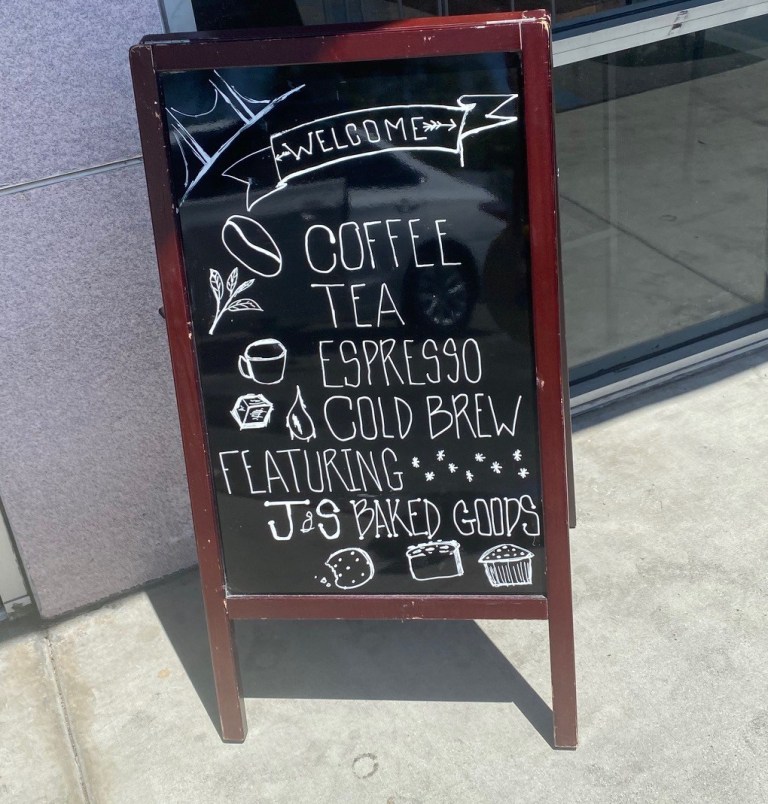 WELCOME
COFFEE
TEA
ESPRESSO
COLD BREW
FEATURING
J&S BAKED GOODS